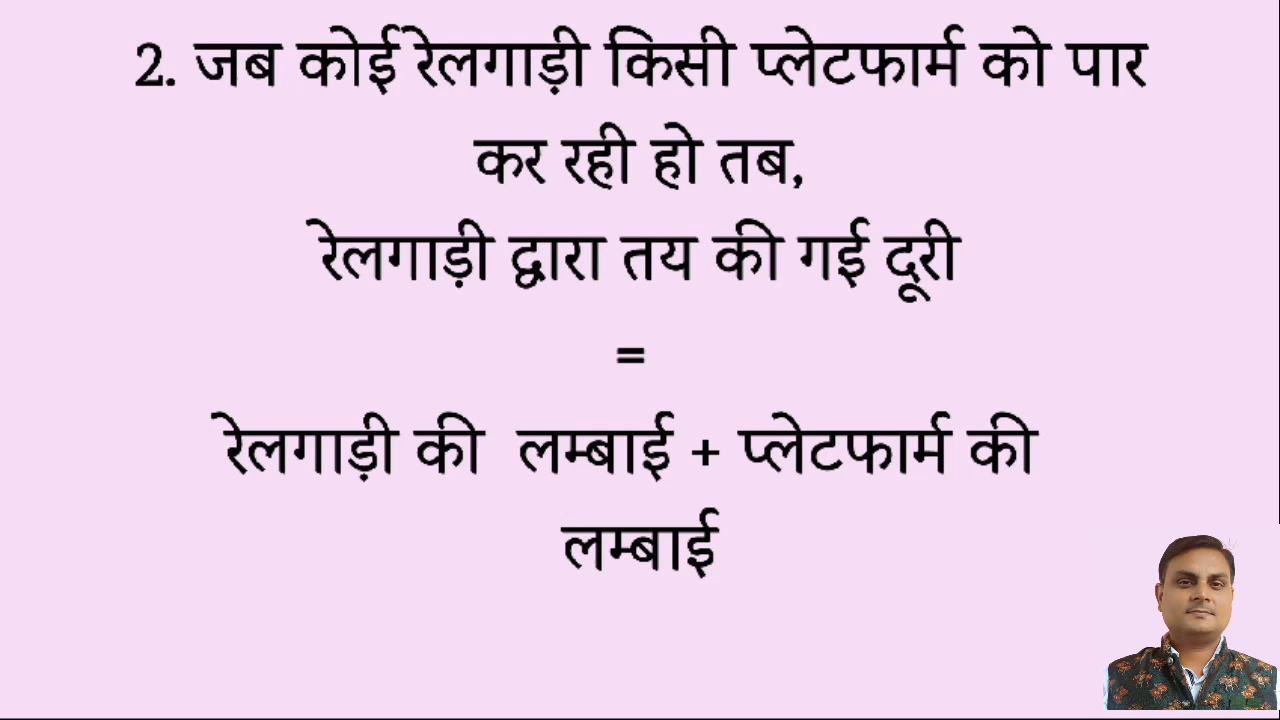 2. जब कोई रेलगाड़ी किसी प्लेटफार्म को पार
कर रही हो तब,
रेलगाड़ी द्वारा तय की गई दूरी
=
रेलगाड़ी की लम्बाई + प्लेटफार्म की
लम्बाई